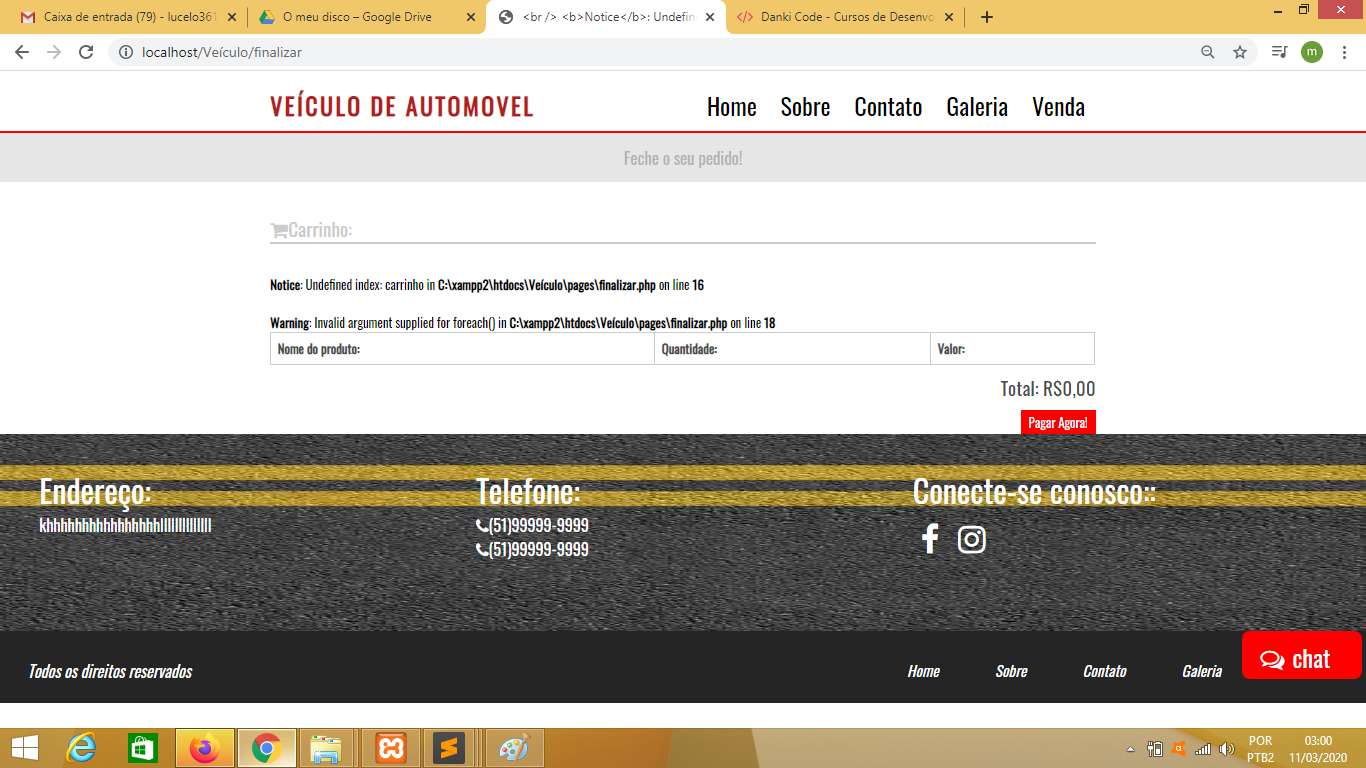 Caixa de entrada (79) - lucelo361
O meu disco – Google Drive
<br /> <b>Notice</b>: Undefin
Danki Code - Cursos de Desenvo
localhost/Veículo/finalizar
m
VEÍCULO DE AUTOMOVEL
Home Sobre Contato Galeria Venda
Feche o seu pedido!
Carrinho:
Notice: Undefined index: carrinho in C:\xampp2\htdocs\Veículo\pages\finalizar.php on line 16
Warning: Invalid argument supplied for foreach() in C:\xampp2\htdocs\Veículo\pages\finalizar.php on line 18
Nome do produto: Quantidade: Valor:
Total: R$0,00
Pagar Agora!
Endereço: Telefone: Conecte-se conosco::
(51)99999-9999
(51)99999-9999
Todos os direitos reservados
Home Sobre Contato Galeria
chat
POR 03:00
PTB2 11/03/2020